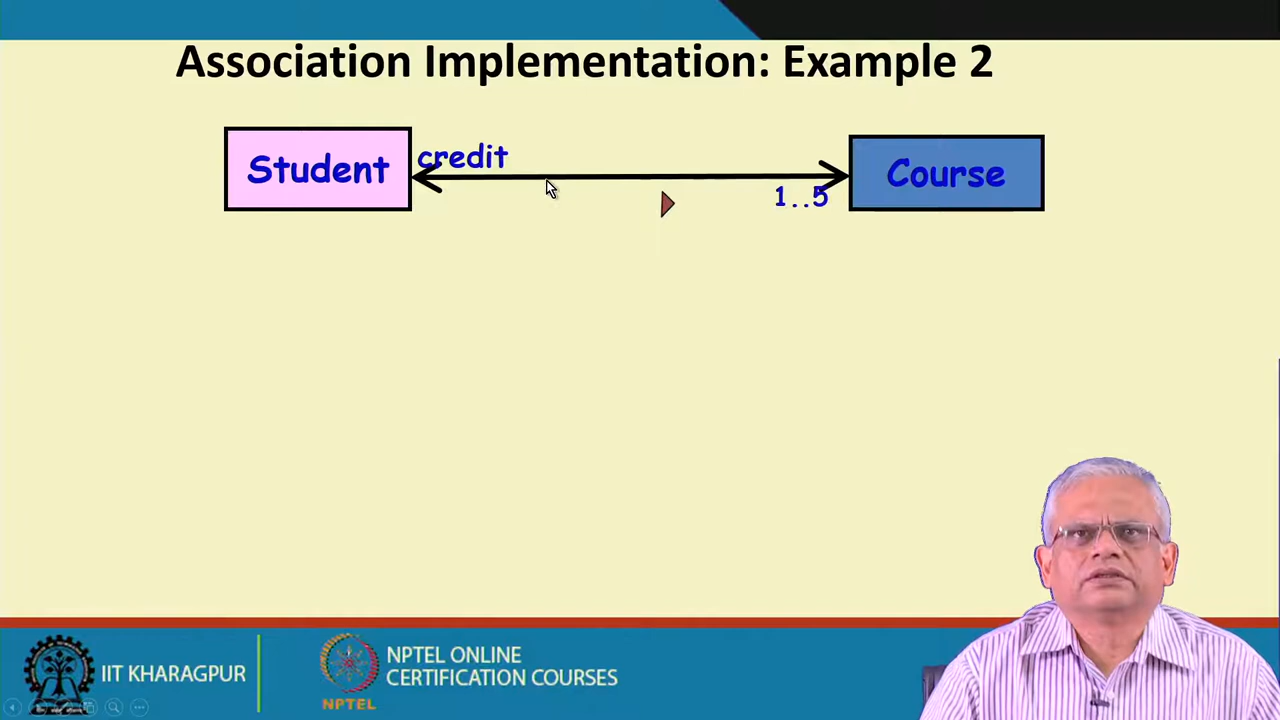 Association Implementation: Example 2
Student
credit
1..5
Course
IIT KHARAGPUR
NPTEL
NPTEL ONLINE
CERTIFICATION COURSES